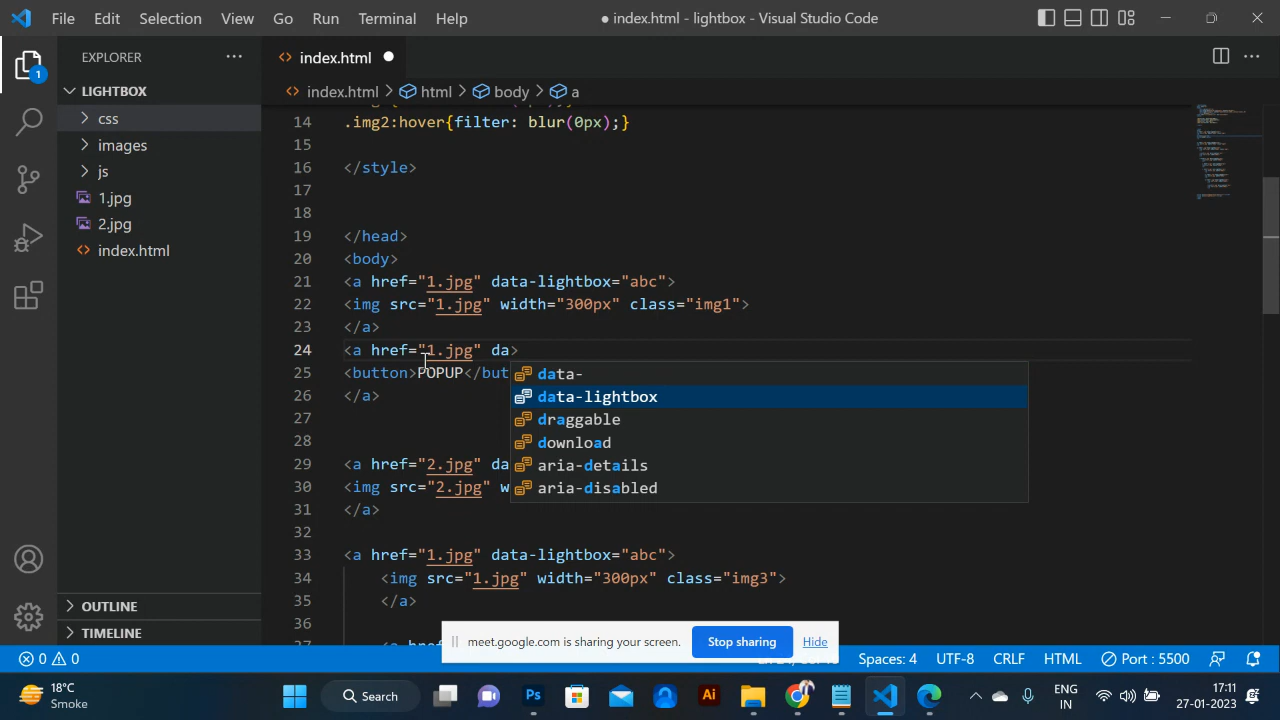 File Edit Selection View Go Run Terminal Help
● index.html - lightbox - Visual Studio Code
EXPLORER
index.html
1
LIGHTBOX
index.html > html > body > a
css
images
js
1.jpg
2.jpg
index.html
OUTLINE
TIMELINE
14 .img2:hover{filter: blur(0px);}
15
16 </style>
17
18
19 </head>
20 <body>
21 <a href="1.jpg" data-lightbox="abc">
22 <img src="1.jpg" width="300px" class="img1">
23 </a>
24 <a href="1.jpg" da>
25 <button>POPUP</but
26 </a>
27
28
29 <a href="2.jpg" da
30 <img src="2.jpg" w
31 </a>
32
33 <a href="1.jpg" data-lightbox="abc">
34 <img src="1.jpg" width="300px" class="img3">
35 </a>
36
data-
data-lightbox
draggable
download
aria-details
aria-disabled
meet.google.com is sharing your screen. Stop sharing Hide
0 0 Spaces: 4 UTF-8 CRLF HTML Port : 5500
18°C
Smoke
Search
Ps
Ai
ENG
IN
17:11
27-01-2023